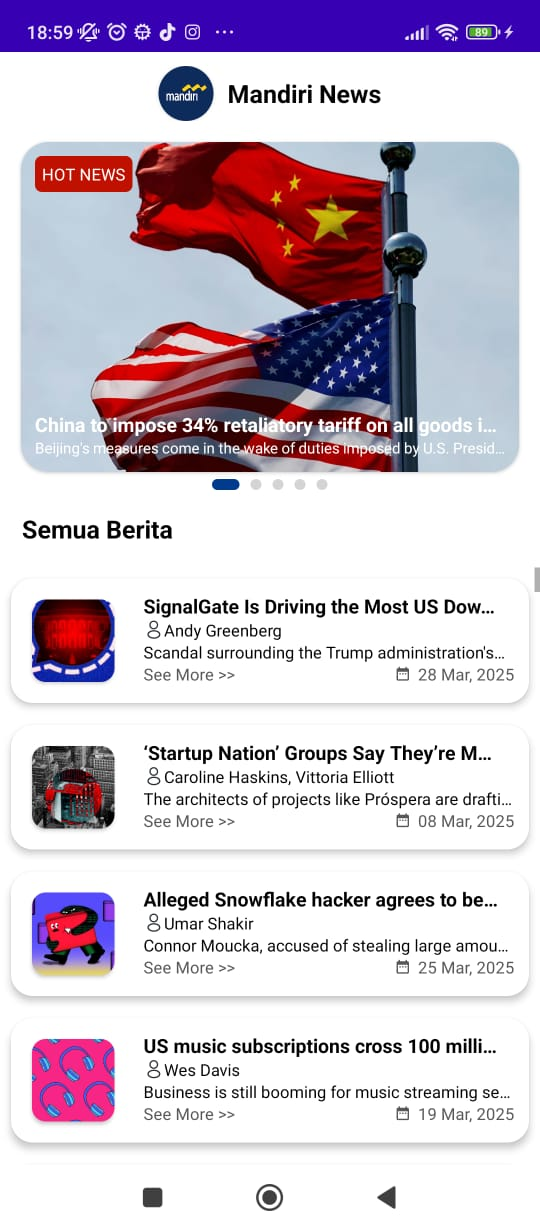 18:59
89
mandiri
Mandiri News
HOT NEWS
China to impose 34% retaliatory tariff on all goods i...
Beijing's measures come in the wake of duties imposed by U.S. Presid...
Semua Berita
SignalGate Is Driving the Most US Dow...
Andy Greenberg
Scandal surrounding the Trump administration's...
See More >>
28 Mar, 2025
‘Startup Nation’ Groups Say They’re M...
Caroline Haskins, Vittoria Elliott
The architects of projects like Próspera are drafti...
See More >>
08 Mar, 2025
Alleged Snowflake hacker agrees to be...
Umar Shakir
Connor Moucka, accused of stealing large amou...
See More >>
25 Mar, 2025
US music subscriptions cross 100 milli...
Wes Davis
Business is still booming for music streaming se...
See More >>
19 Mar, 2025